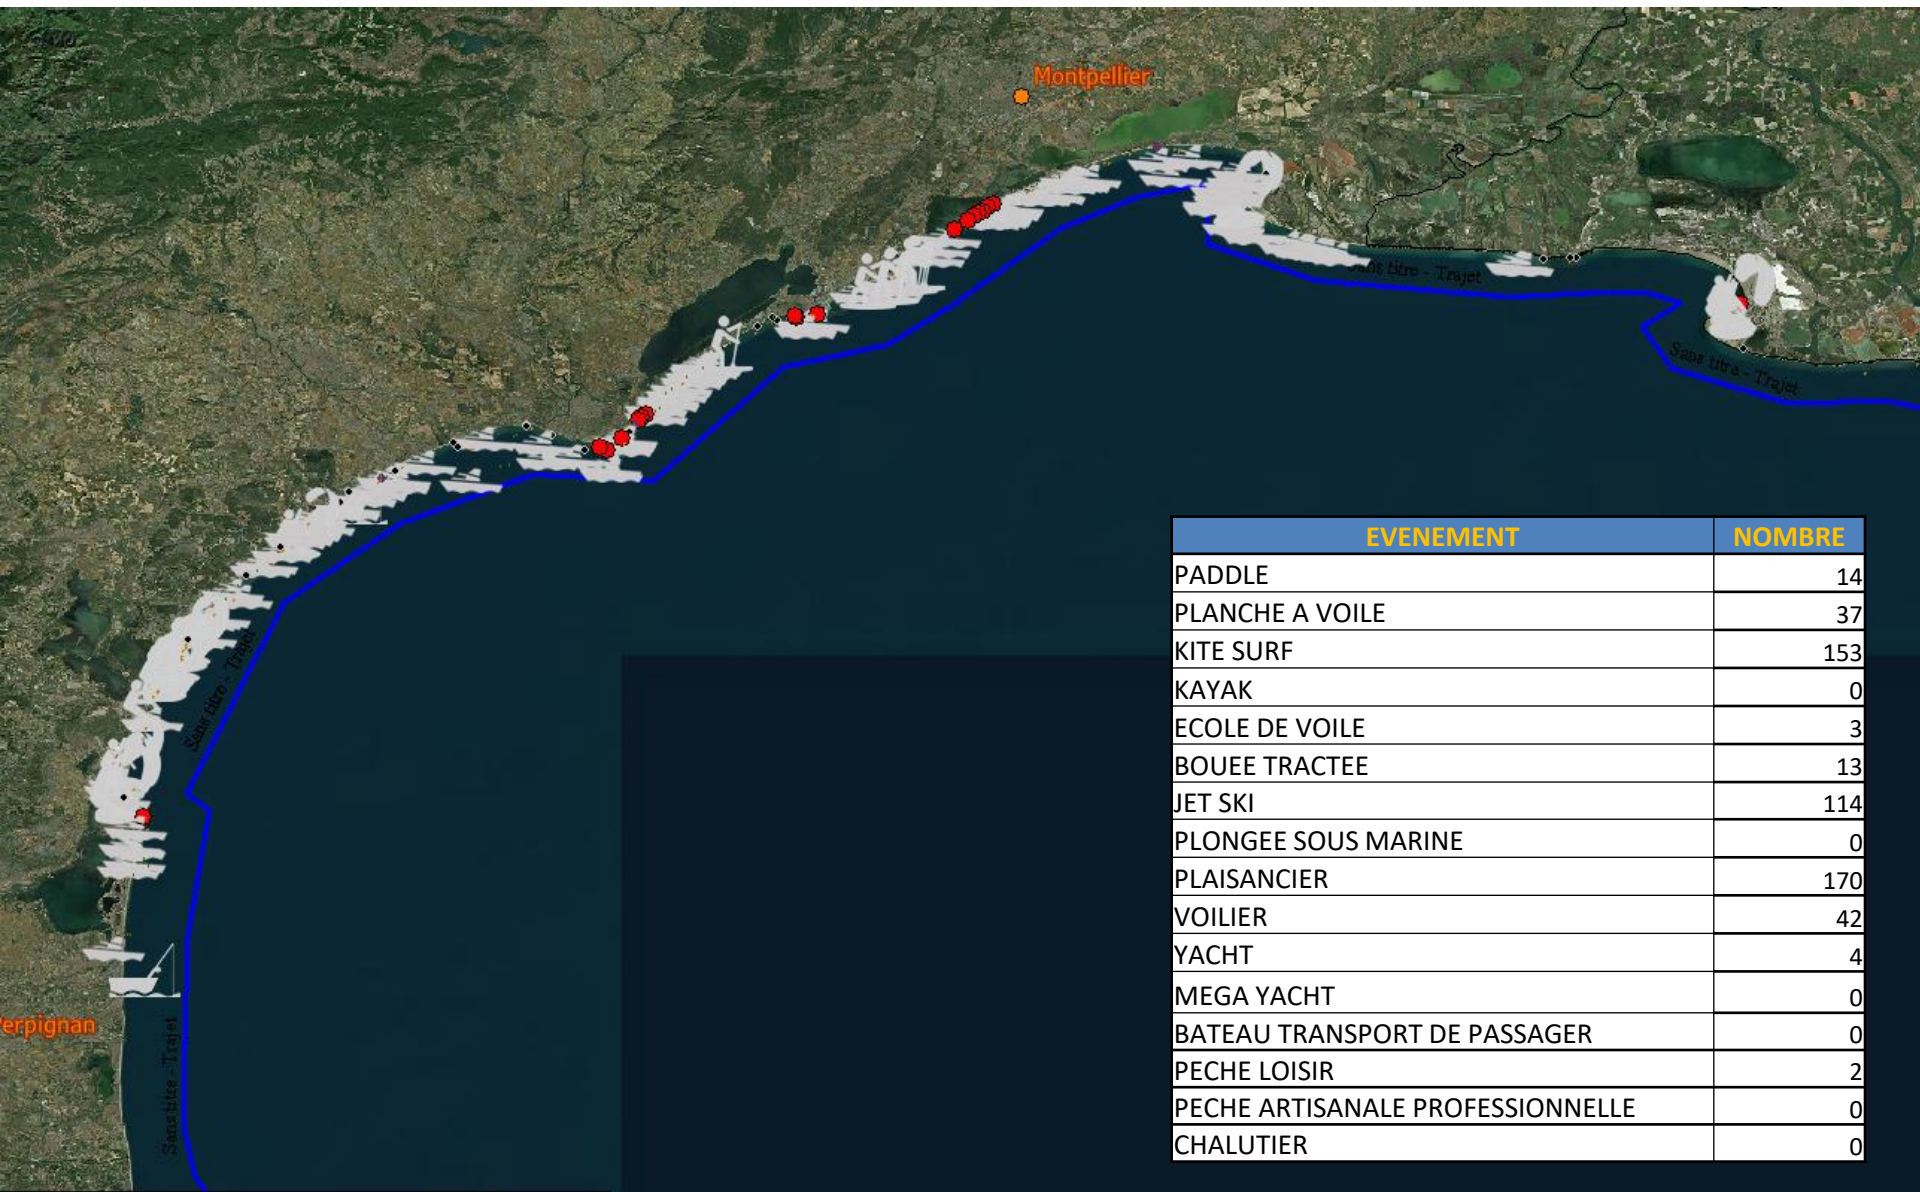 Montpellier
Sans titre - Trajet
Sans titre - Trajet
Sans titre - Trajet
Perpignan
Sans titre - Trajet
EVENEMENT NOMBRE
PADDLE 14
PLANCHE A VOILE 37
KITE SURF 153
KAYAK 0
ECOLE DE VOILE 3
BOUEE TRACTEE 13
JET SKI 114
PLONGEE SOUS MARINE 0
PLAISANCIER 170
VOILIER 42
YACHT 4
MEGA YACHT 0
BATEAU TRANSPORT DE PASSAGER 0
PECHE LOISIR 2
PECHE ARTISANALE PROFESSIONNELLE 0
CHALUTIER 0